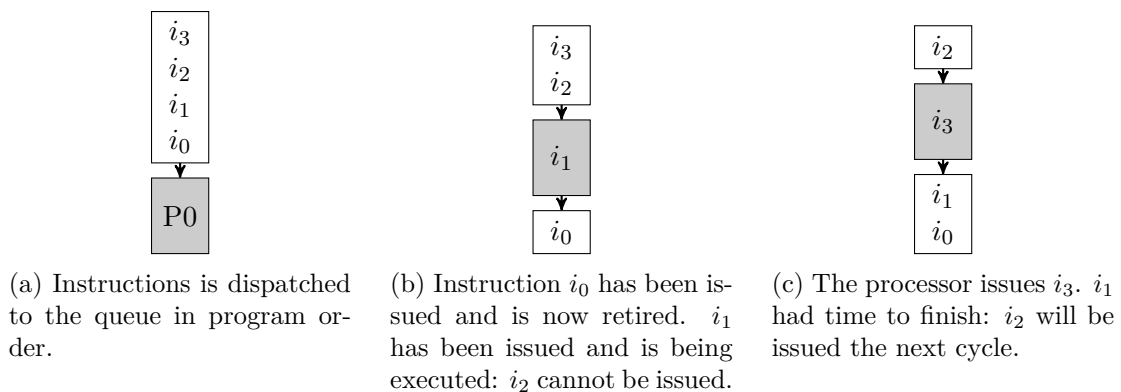 i3
i2
i1
i0
P0
(a) Instructions is dispatched
to the queue in program or-
der.
i3
i2
i1
i0
(b) Instruction i0 has been is-
sued and is now retired. i1
has been issued and is being
executed: i2 cannot be issued.
i2
i3
i1
i0
(c) The processor issues i3. i1
had time to finish: i2 will be
issued the next cycle.